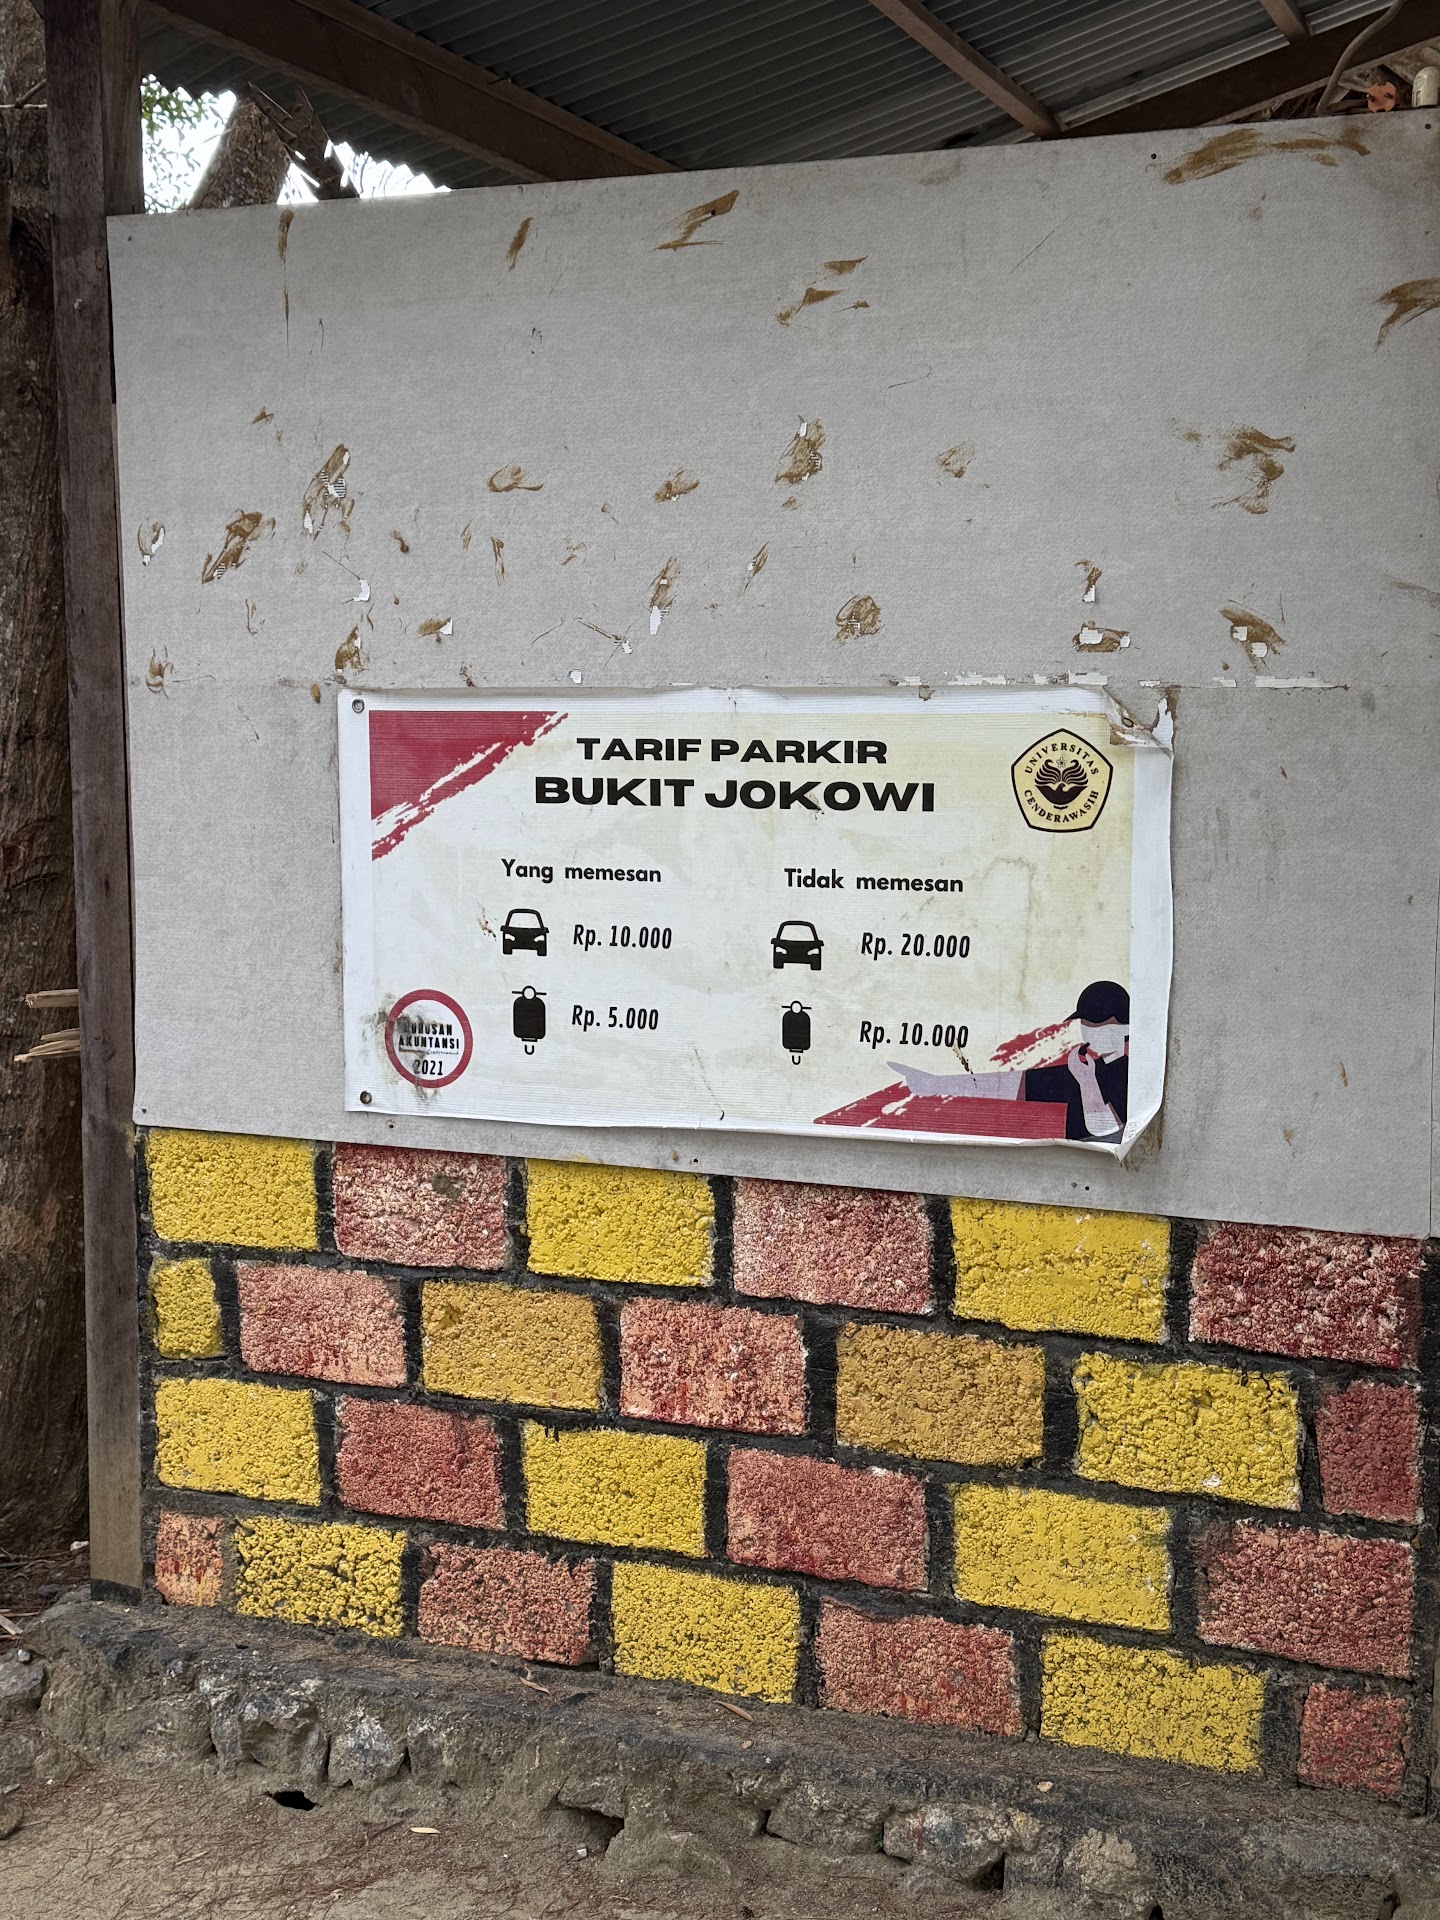 TARIF PARKIR
BUKIT JOKOWI
UNIVERSITAS
CENDERAWASIH
Yang memesan
Tidak memesan
Rp. 10.000
Rp. 20.000
Rp. 5.000
Rp. 10.000
JURUSAN
AKUNTANSI
2021